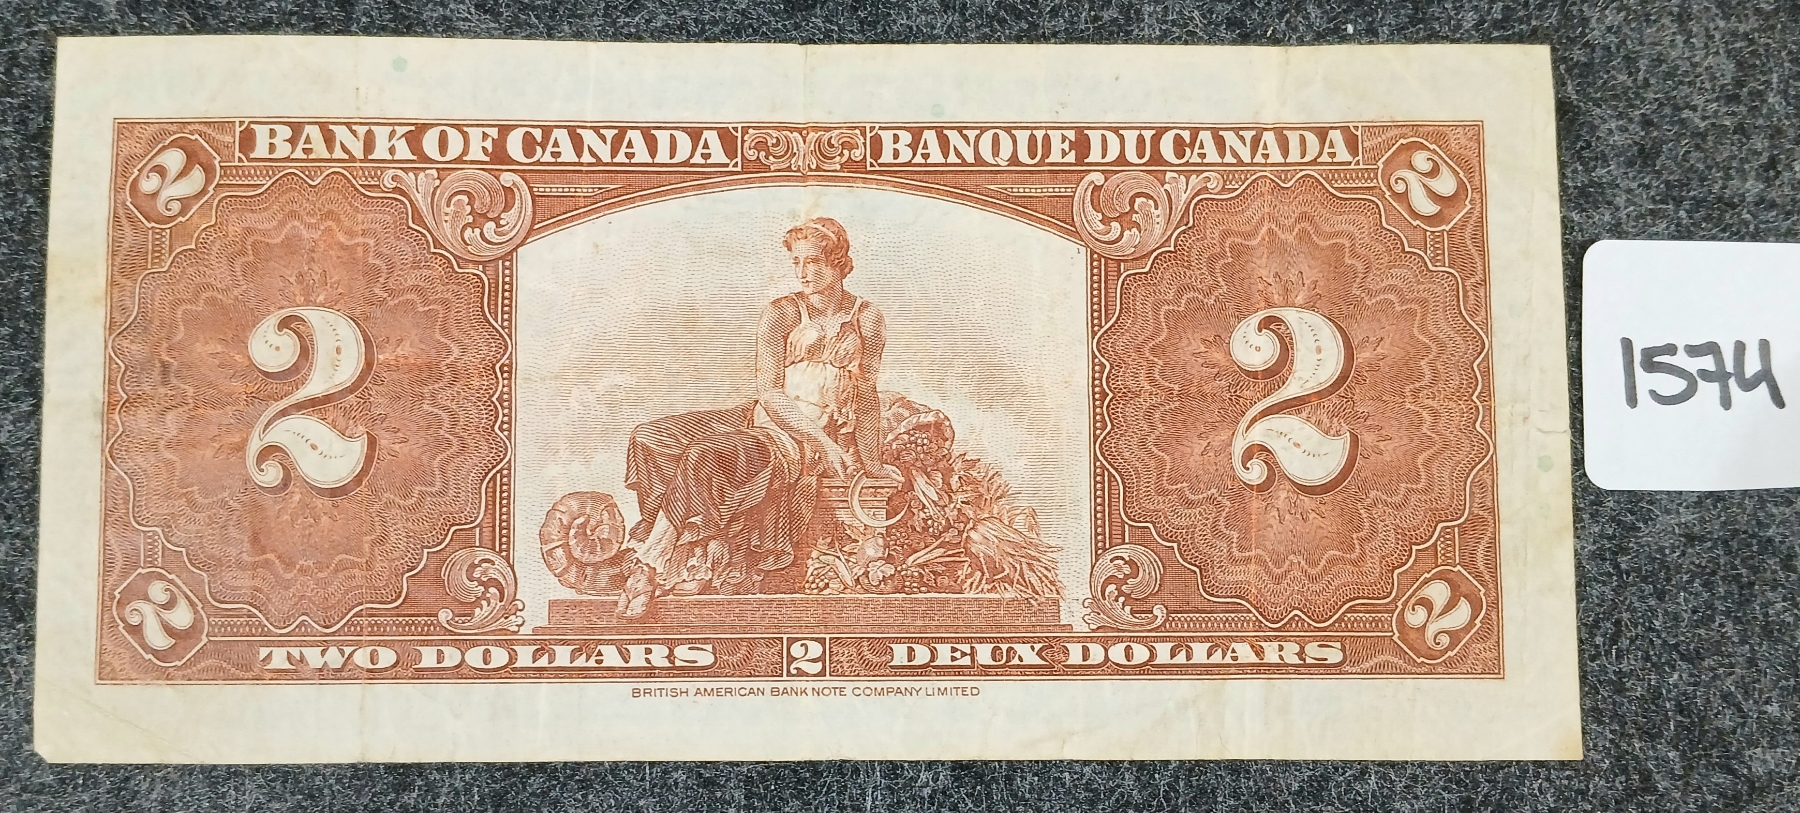 BANK OF CANADA BANQUE DU CANADA
2 2
2 2
2 2
TWO DOLLARS 2 DEUX DOLLARS
BRITISH AMERICAN BANK NOTE COMPANY LIMITED
1574